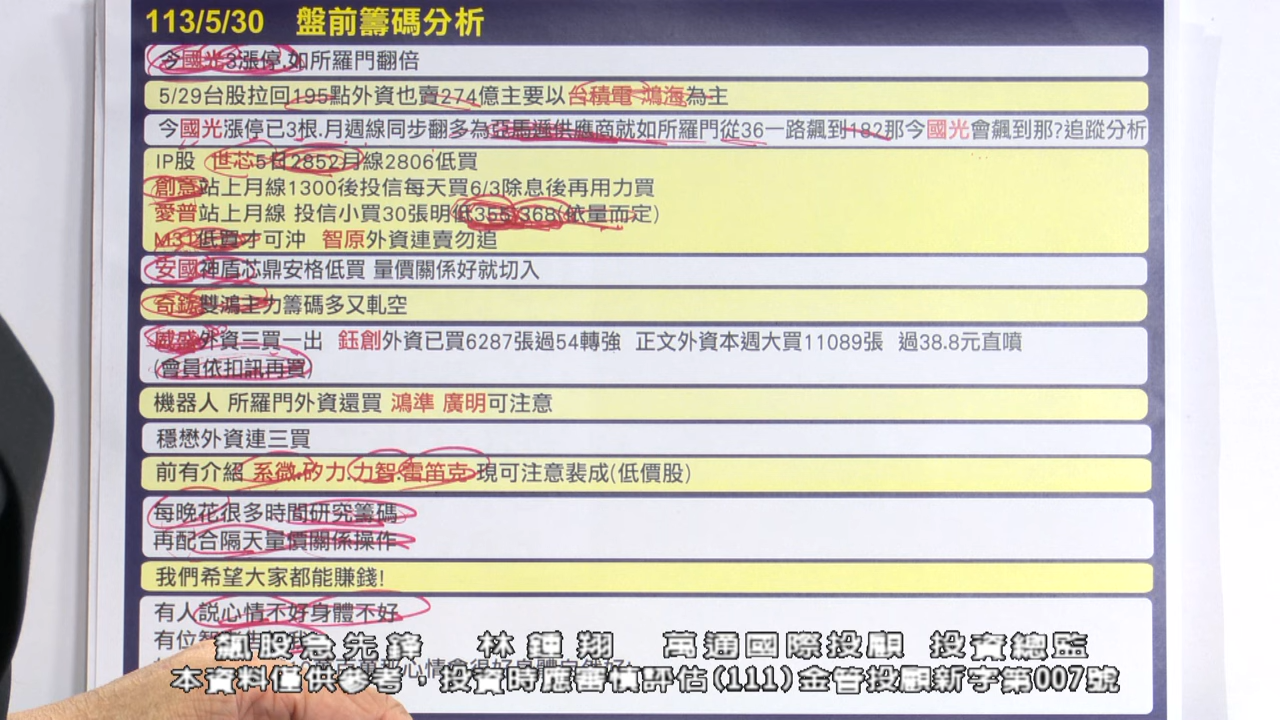 113/5/30 盤前籌碼分析
今國光3漲停.如所羅門翻倍
5/29台股拉回195點外資也賣274億主要以台積電 鴻海為主
今國光漲停已3根.月週線同步翻多為亞馬遜供應商就如所羅門從36一路飆到182那今國光會飆到那?追蹤分析
IP股 世芯5日2852月線2806低買
創意站上月線1300後投信每天買6/3除息後再用力買
愛普站上月線 投信小買30張明低355/368(依量而定)
M31低買才可沖 智原外資連賣勿追
安國神盾芯鼎安格低買 量價關係好就切入
奇鋐雙鴻主力籌碼多又軋空
威盛外資三買一出 鈺創外資已買6287張過54轉強 正文外資本週大買11089張 過38.8元直噴
(會員依扣訊再買)
機器人 所羅門外資還買 鴻準 廣明可注意
穩懋外資連三買
前有介紹 系微.矽力.力智.雷笛克 現可注意裴成(低價股)
每晚花很多時間研究籌碼
再配合隔天量價關係操作
我們希望大家都能賺錢!
有人說心情不好身體不好
有位
飆股急先鋒 林鍾翔 萬通國際投顧 投資總監
本資料僅供參考，投資時應審慎評估(111)金管投顧新字第007號